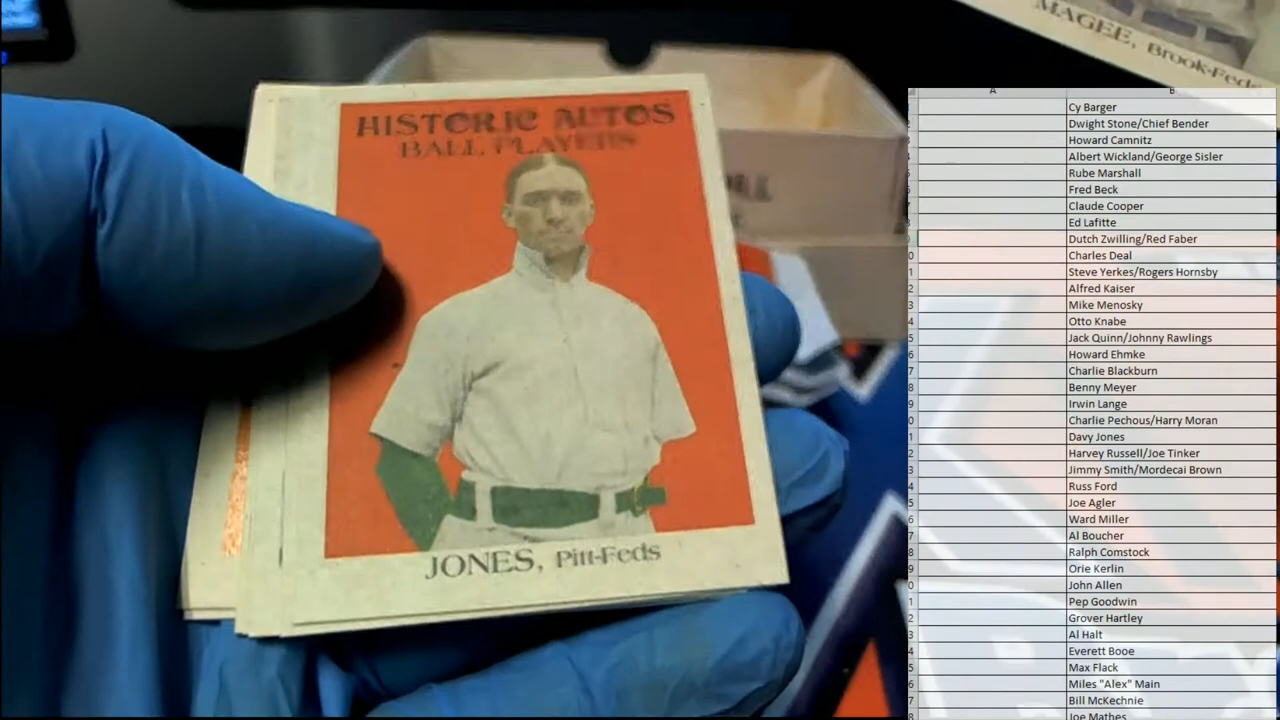 HISTORIC AUTOS
BALL PLAYERS
JONES, Pitt-Feds
MAGEE, Brook-Feds
A
B
Cy Barger
Dwight Stone/Chief Bender
Howard Camnitz
Albert Wickland/George Sisler
Rube Marshall
Fred Beck
Claude Cooper
Ed Lafitte
Dutch Zwilling/Red Faber
Charles Deal
Steve Yerkes/Rogers Hornsby
Alfred Kaiser
Mike Menosky
Otto Knabe
Jack Quinn/Johnny Rawlings
Howard Ehmke
Charlie Blackburn
Benny Meyer
Irwin Lange
Charlie Pechous/Harry Moran
Davy Jones
Harvey Russell/Joe Tinker
Jimmy Smith/Mordecai Brown
Russ Ford
Joe Agler
Ward Miller
Al Boucher
Ralph Comstock
Orie Kerlin
John Allen
Pep Goodwin
Grover Hartley
Al Halt
Everett Booe
Max Flack
Miles "Alex" Main
Bill McKechnie
Joe Mathes